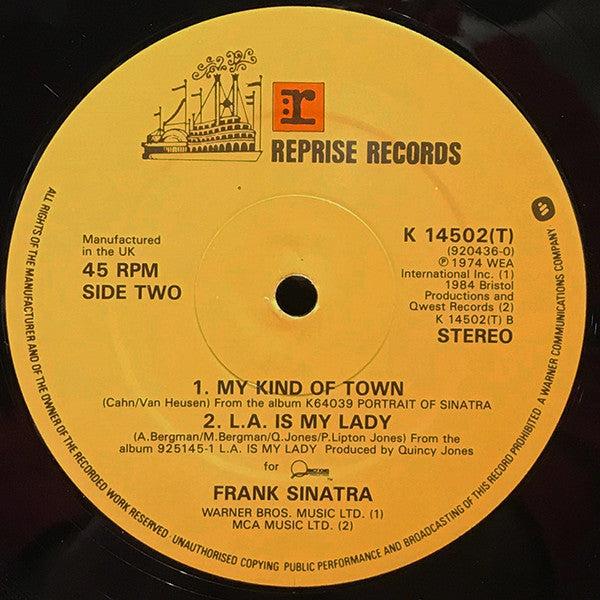 r
REPRISE RECORDS
Manufactured
in the UK
45 RPM
SIDE TWO
K 14502(T)
(920436-0)
℗ 1974 WEA
International Inc. (1)
1984 Bristol
Productions and
Qwest Records (2)
K 14502(T) B
STEREO
1. MY KIND OF TOWN
(Cahn/Van Heusen) From the album K64039 PORTRAIT OF SINATRA
2. L.A. IS MY LADY
(A.Bergman/M.Bergman/Q.Jones/P.Lipton Jones) From the
album 925145-1 L.A. IS MY LADY Produced by Quincy Jones
for
FRANK SINATRA
WARNER BROS. MUSIC LTD. (1)
MCA MUSIC LTD. (2)
ALL RIGHTS OF THE MANUFACTURER AND OF THE OWNER OF THE RECORDED WORK RESERVED UNAUTHORISED COPYING PUBLIC PERFORMANCE AND BROADCASTING OF THIS RECORD PROHIBITED A WARNER COMMUNICATIONS COMPANY